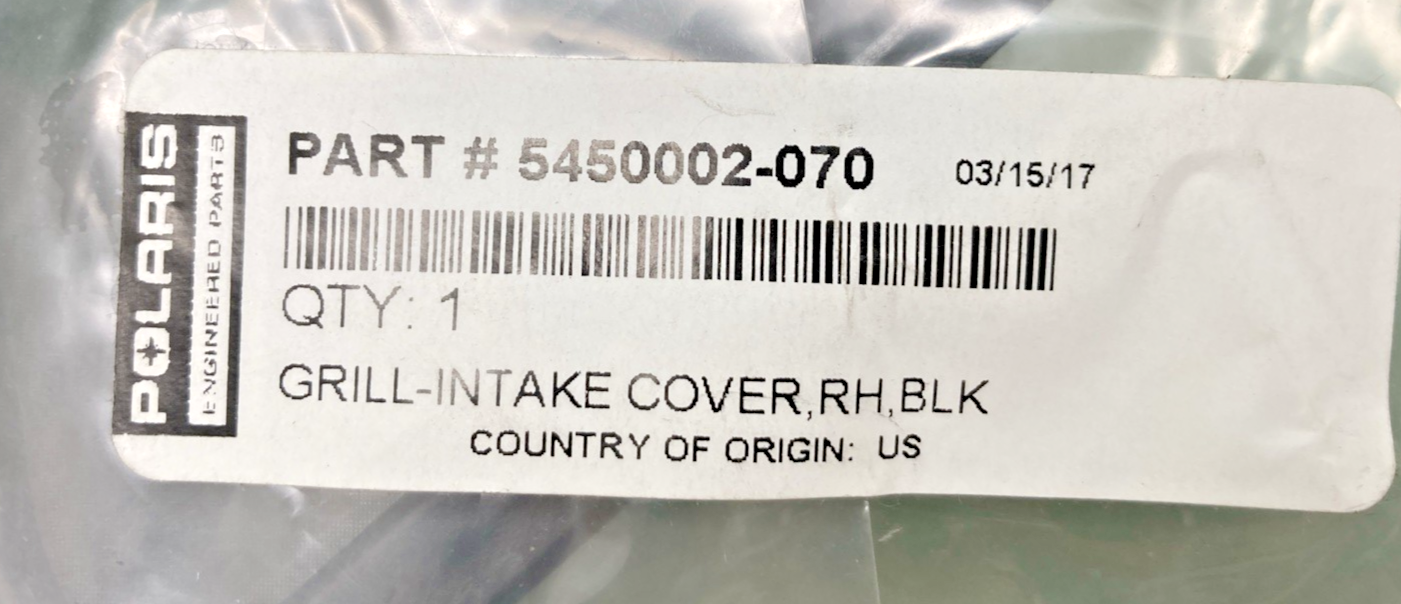 POLARIS
ENGINEERED PARTS
PART # 5450002-070 03/15/17
QTY: 1
GRILL-INTAKE COVER,RH,BLK
COUNTRY OF ORIGIN: US